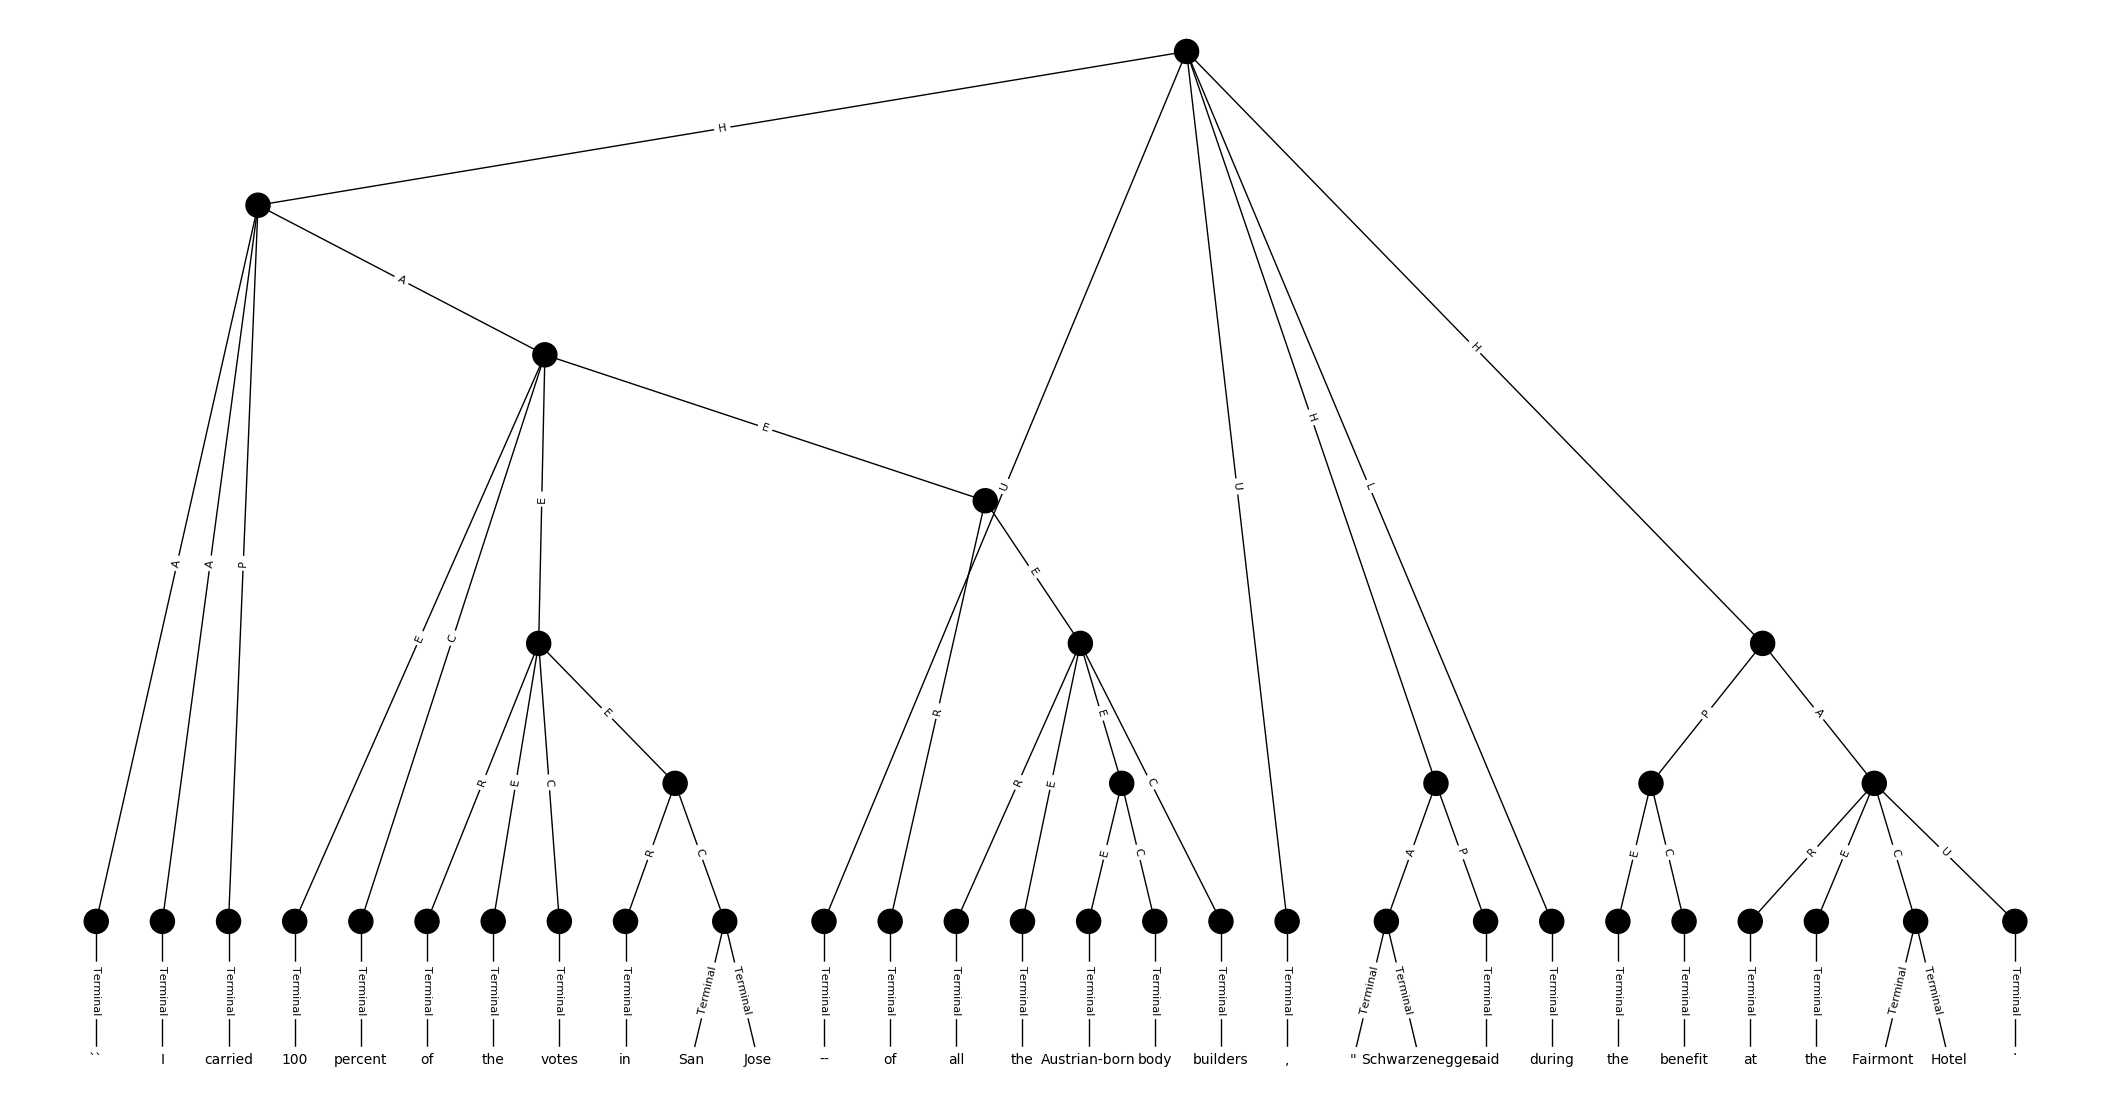 H
A
E
U
H
U
L
H
A
A
P
E
C
E
E
R
P
A
R
E
C
E
R
E
E
C
R
C
E
C
A
P
E
C
R
E
C
U
Terminal Terminal Terminal Terminal Terminal Terminal Terminal Terminal Terminal Terminal Terminal Terminal Terminal Terminal Terminal Terminal Terminal Terminal Terminal Terminal Terminal Terminal Terminal Terminal Terminal Terminal Terminal Terminal Terminal Terminal
`` I carried 100 percent of the votes in San Jose -- of all the Austrian-born body builders , " Schwarzenegger said during the benefit at the Fairmont Hotel .